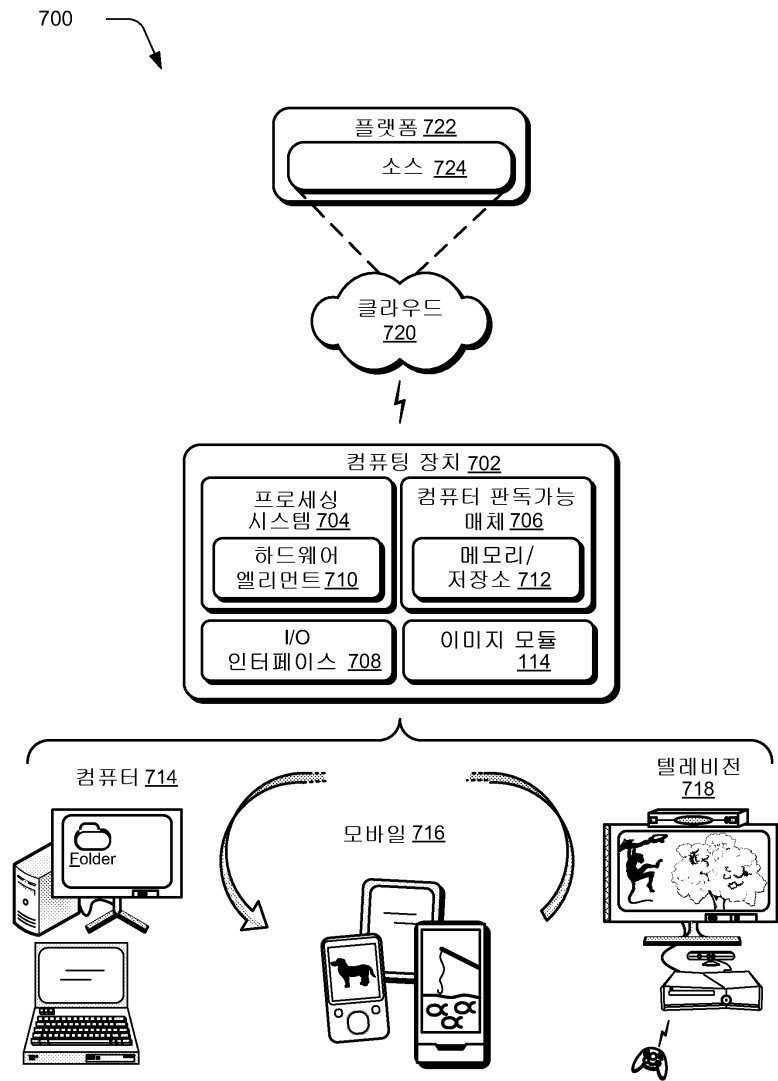 700
플랫폼 722
소스 724
클라우드
720
컴퓨팅 장치 702
프로세싱
시스템 704
하드웨어
엘리먼트 710
컴퓨터 판독가능
매체 706
메모리/
저장소 712
I/O
인터페이스 708
이미지 모듈
114
컴퓨터 714
Folder
모바일 716
텔레비전
718